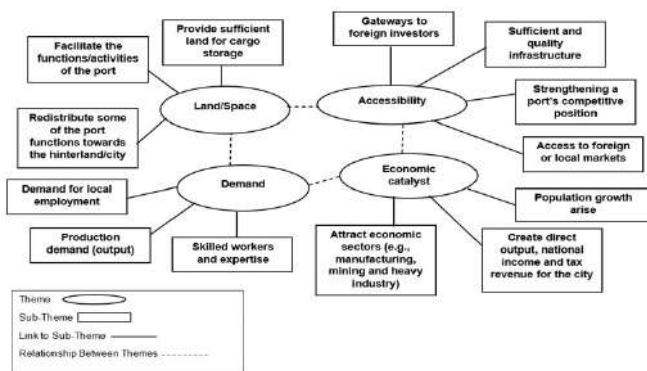 Provide sufficient
land for cargo
storage
Gateways to
foreign investors
Facilitate the
functions/activities
of the port
Sufficient and
quality
infrastructure
Land/Space
Accessibility
Strengthening a
port's competitive
position
Redistribute some
of the port
functions towards
the hinterland/city
Access to foreign
or local markets
Demand for local
employment
Demand
Economic
catalyst
Population growth
arise
Production
demand (output)
Skilled workers
and expertise
Attract economic
sectors (e.g.,
manufacturing,
mining and heavy
industry)
Create direct
output, national
income and tax
revenue for the city
Theme
Sub-Theme
Link to Sub-Theme
Relationship Between Themes